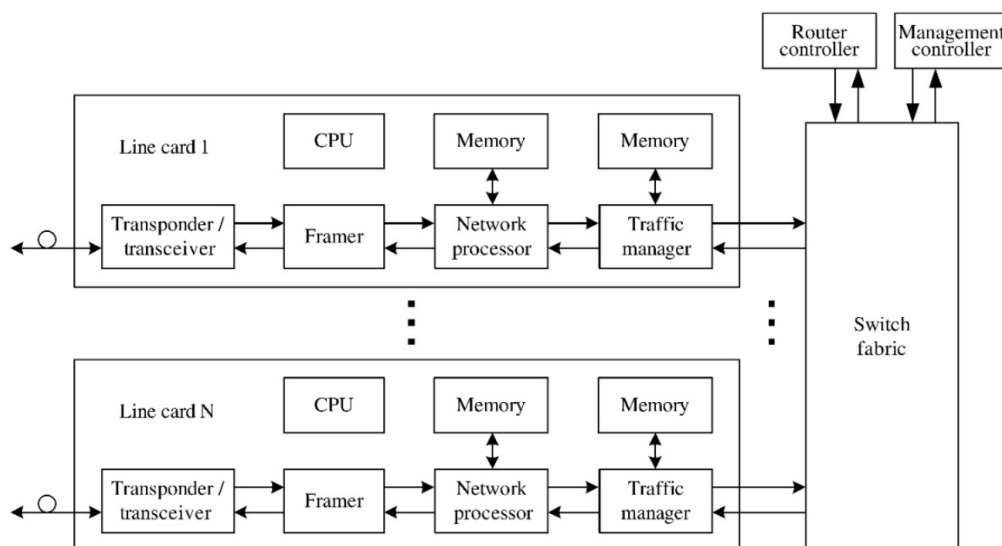 Router
controller
Management
controller
Line card 1
CPU
Memory
Memory
Transponder /
transceiver
Framer
Network
processor
Traffic
manager
Switch
fabric
Line card N
CPU
Memory
Memory
Transponder /
transceiver
Framer
Network
processor
Traffic
manager